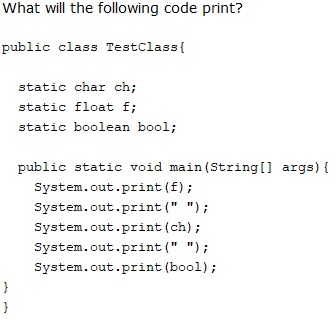 What will the following code print?
public class TestClass{
static char ch;
static float f;
static boolean bool;
public static void main(String[] args){
System.out.print(f);
System.out.print(" ");
System.out.print(ch);
System.out.print(" ");
System.out.print(bool);
}
}